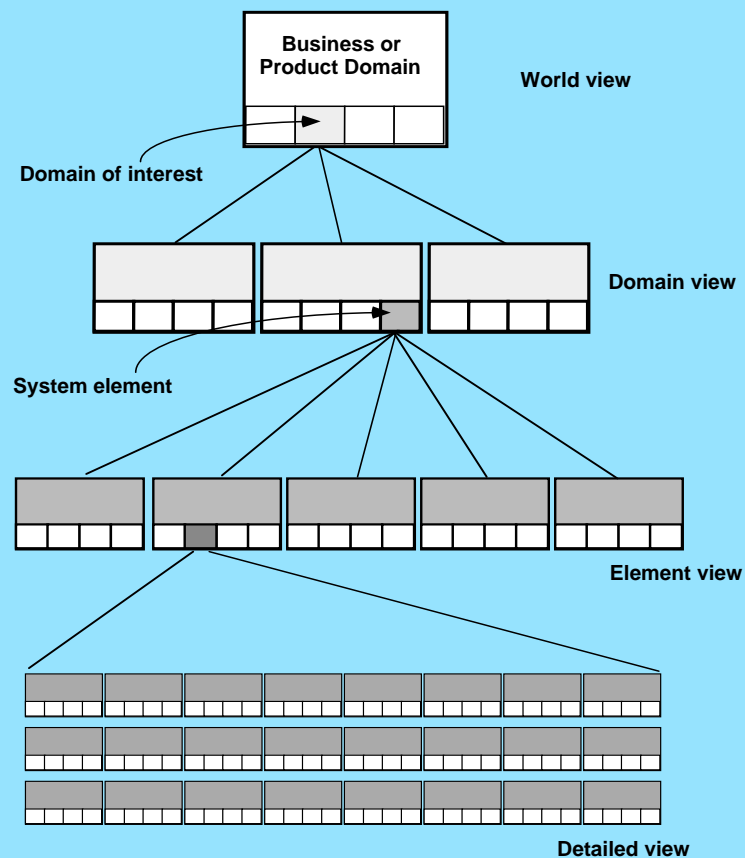 Business or
Product Domain
World view
Domain of interest
Domain view
System element
Element view
Detailed view